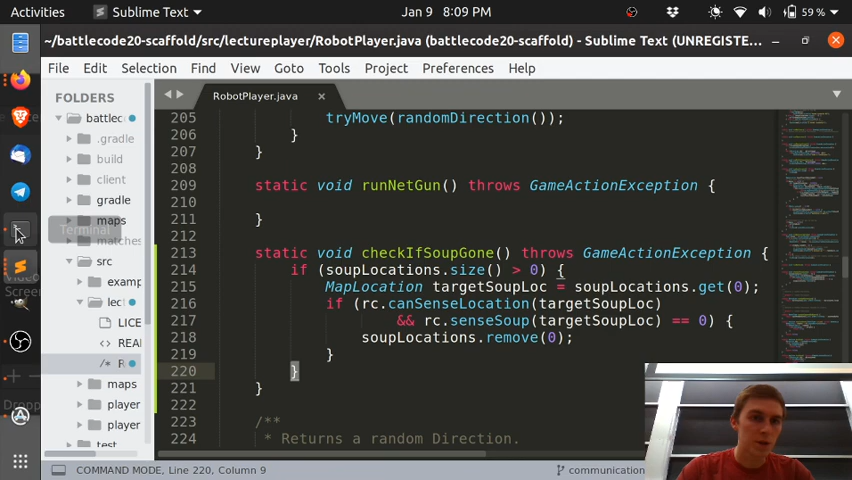 Activities
Sublime Text
Jan 9 8:09 PM
59 %
~/battlecode20-scaffold/src/lectureplayer/RobotPlayer.java (battlecode20-scaffold) - Sublime Text (UNREGISTE...
File Edit Selection Find View Goto Tools Project Preferences Help
FOLDERS
battlec
.gradle
build
client
gradle
maps
matches
src
examp
lect
LICE
REA
/* R
maps
player
player
test
Terminal
RobotPlayer.java
205 tryMove(randomDirection());
206 }
207 }
208
209 static void runNetGun() throws GameActionException {
210
211 }
212
213 static void checkIfSoupGone() throws GameActionException {
214 if (soupLocations.size() > 0) {
215 MapLocation targetSoupLoc = soupLocations.get(0);
216 if (rc.canSenseLocation(targetSoupLoc)
217 && rc.senseSoup(targetSoupLoc) == 0) {
218 soupLocations.remove(0);
219 }
220 }
221 }
222
223 /**
224 * Returns a random Direction.
COMMAND MODE, Line 220, Column 9
communication